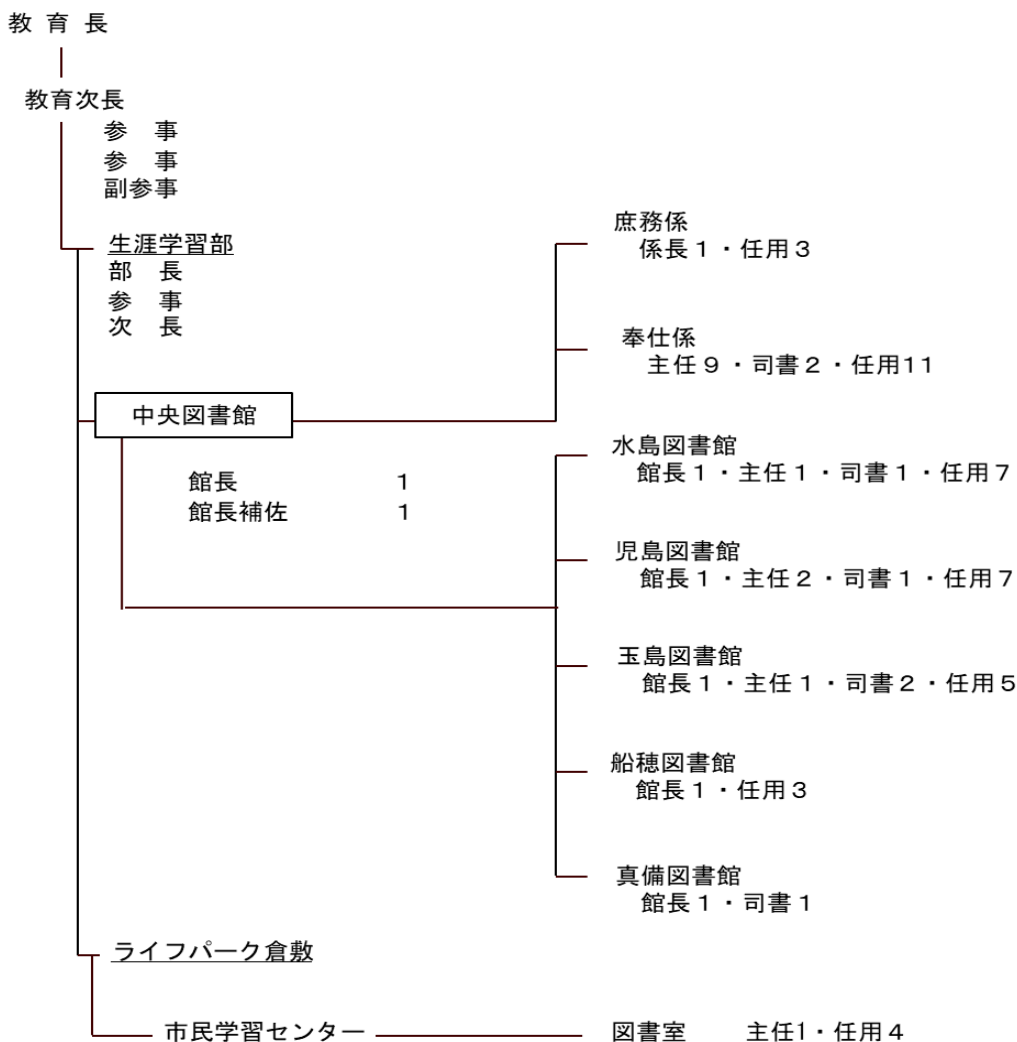 教 育 長
教育次長
参　事
参　事
副参事
生涯学習部
部　長
参　事
次　長
庶務係
係長１・任用３
奉仕係
主任９・司書２・任用11
中央図書館
館長　1
館長補佐　1
水島図書館
館長１・主任１・司書１・任用７
児島図書館
館長１・主任２・司書１・任用７
玉島図書館
館長１・主任１・司書２・任用５
船穂図書館
館長１・任用３
真備図書館
館長１・司書１
ライフパーク倉敷
市民学習センター
図書室　主任1・任用４